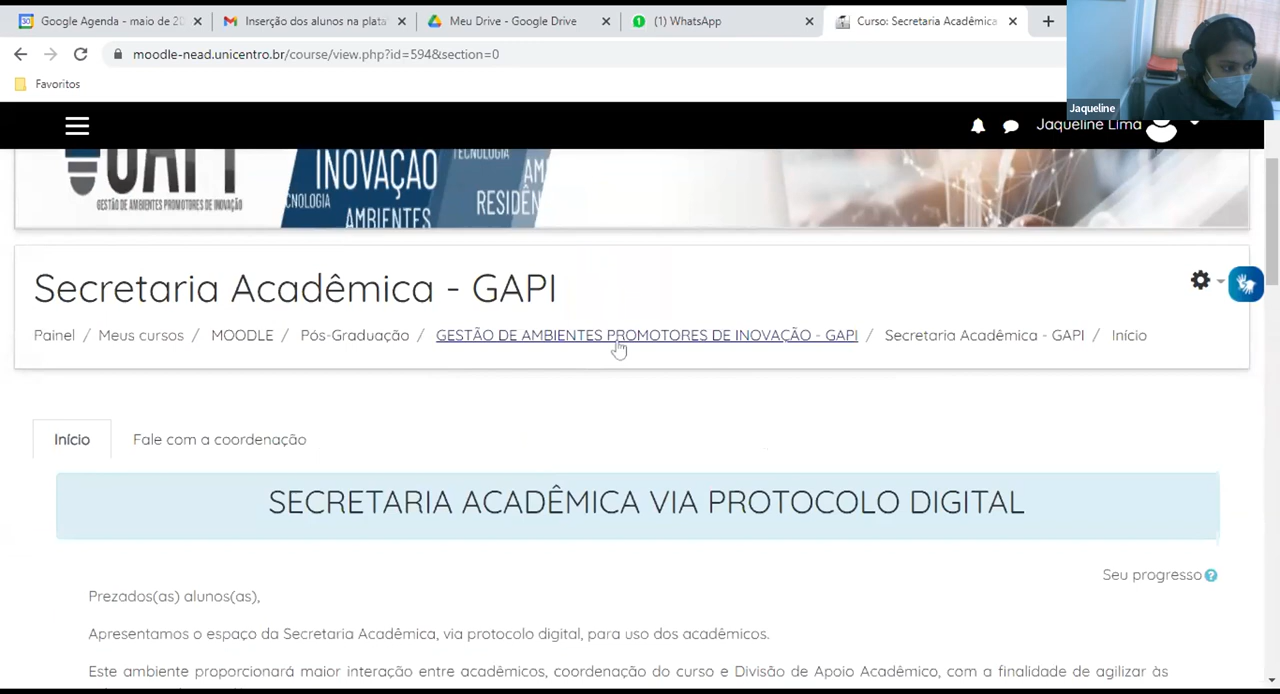 Google Agenda - maio de 20
Inserção dos alunos na plata
Meu Drive - Google Drive
(1) WhatsApp
Curso: Secretaria Acadêmica
moodle-nead.unicentro.br/course/view.php?id=594&section=0
Favoritos
Jaqueline
Jaqueline Lima
GAPI
GESTÃO DE AMBIENTES PROMOTORES DE INOVAÇÃO
TECNOLOGIA
INOVAÇÃO
CNOLOGIA
AM
RESIDÊN
AMBIENTES
Secretaria Acadêmica - GAPI
Painel / Meus cursos / MOODLE / Pós-Graduação / GESTÃO DE AMBIENTES PROMOTORES DE INOVAÇÃO - GAPI / Secretaria Acadêmica - GAPI / Início
Início
Fale com a coordenação
SECRETARIA ACADÊMICA VIA PROTOCOLO DIGITAL
Seu progresso
Prezados(as) alunos(as),
Apresentamos o espaço da Secretaria Acadêmica, via protocolo digital, para uso dos acadêmicos.
Este ambiente proporcionará maior interação entre acadêmicos, coordenação do curso e Divisão de Apoio Acadêmico, com a finalidade de agilizar às